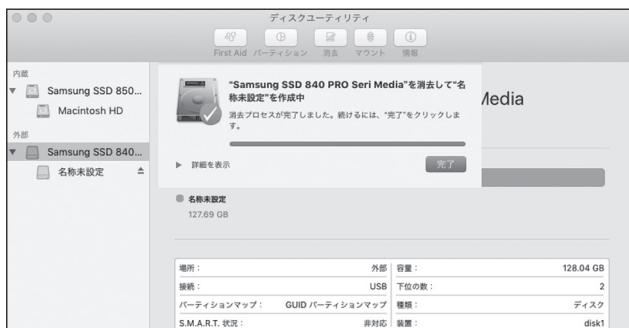 ディスクユーティリティ
First Aid パーティション 消去 マウント 情報
内蔵
Samsung SSD 850...
Macintosh HD
外部
Samsung SSD 840...
名称未設定
"Samsung SSD 840 PRO Seri Media"を消去して"名
称未設定"を作成中
消去プロセスが完了しました。続けるには、"完了"をクリックしま
す。
詳細を表示
完了
Media
名称未設定
127.69 GB
場所： 外部 容量： 128.04 GB
接続： USB 下位の数： 2
パーティションマップ： GUID パーティションマップ 種類： ディスク
S.M.A.R.T. 状況： 非対応 装置： disk1